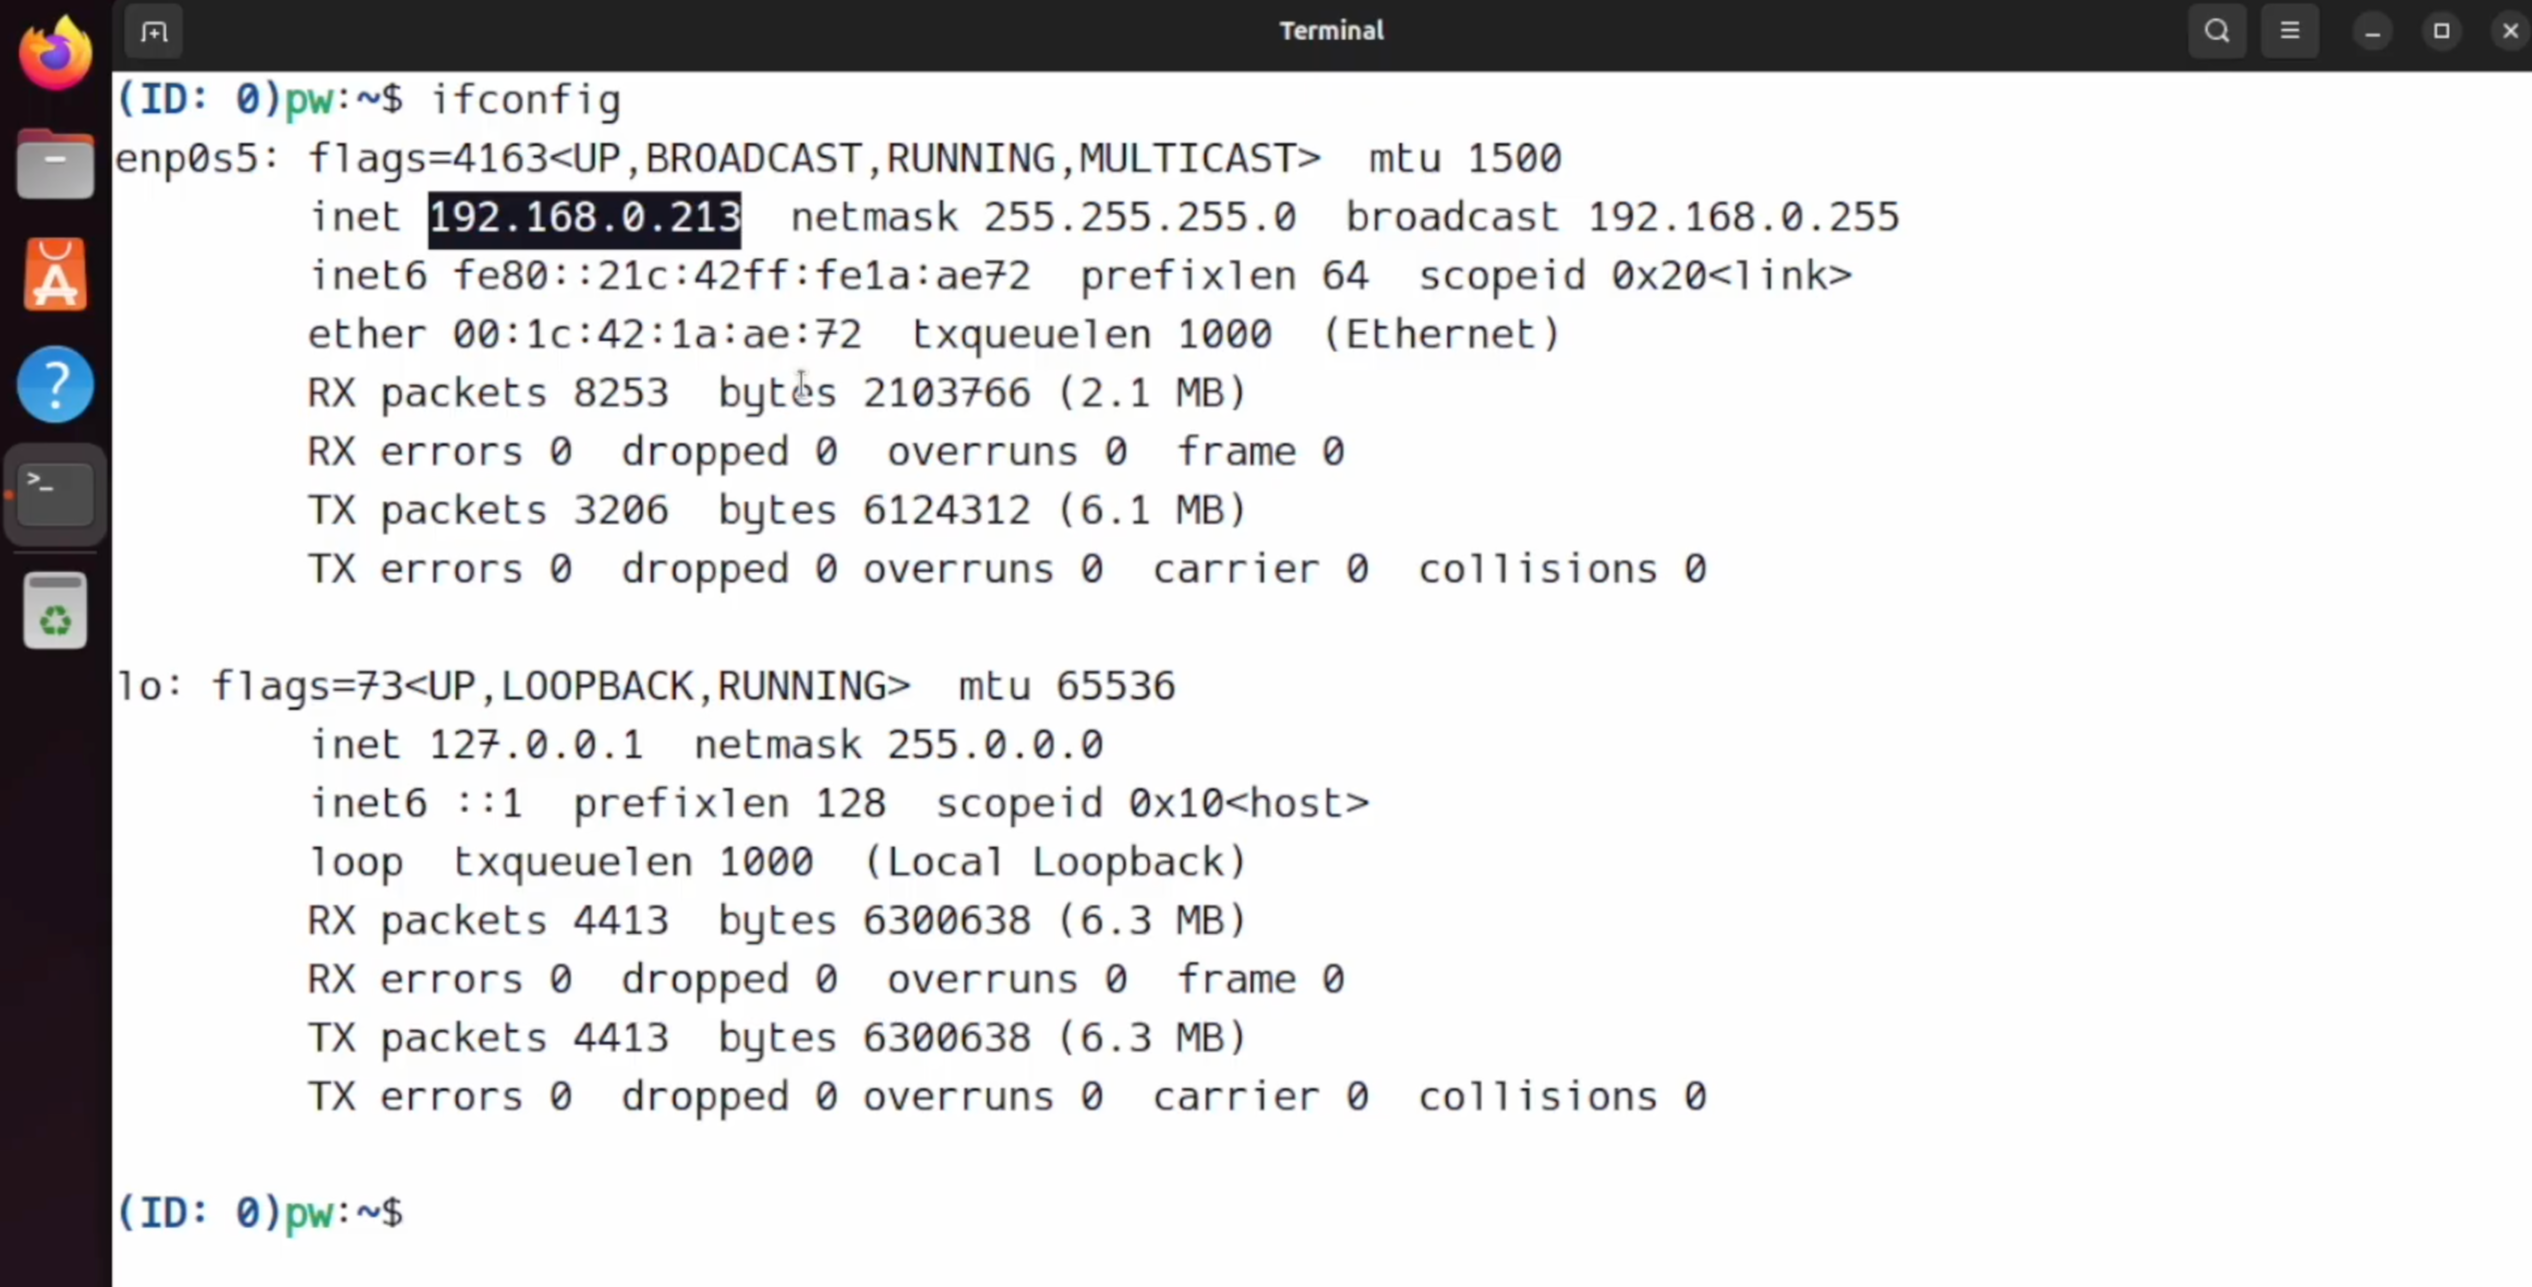 Terminal
(ID: 0)pw:~$ ifconfig
enp0s5: flags=4163<UP,BROADCAST,RUNNING,MULTICAST>  mtu 1500
        inet 192.168.0.213  netmask 255.255.255.0  broadcast 192.168.0.255
        inet6 fe80::21c:42ff:fe1a:ae72  prefixlen 64  scopeid 0x20<link>
        ether 00:1c:42:1a:ae:72  txqueuelen 1000  (Ethernet)
        RX packets 8253  bytes 2103766 (2.1 MB)
        RX errors 0  dropped 0  overruns 0  frame 0
        TX packets 3206  bytes 6124312 (6.1 MB)
        TX errors 0  dropped 0 overruns 0  carrier 0  collisions 0

lo: flags=73<UP,LOOPBACK,RUNNING>  mtu 65536
        inet 127.0.0.1  netmask 255.0.0.0
        inet6 ::1  prefixlen 128  scopeid 0x10<host>
        loop  txqueuelen 1000  (Local Loopback)
        RX packets 4413  bytes 6300638 (6.3 MB)
        RX errors 0  dropped 0  overruns 0  frame 0
        TX packets 4413  bytes 6300638 (6.3 MB)
        TX errors 0  dropped 0 overruns 0  carrier 0  collisions 0

(ID: 0)pw:~$